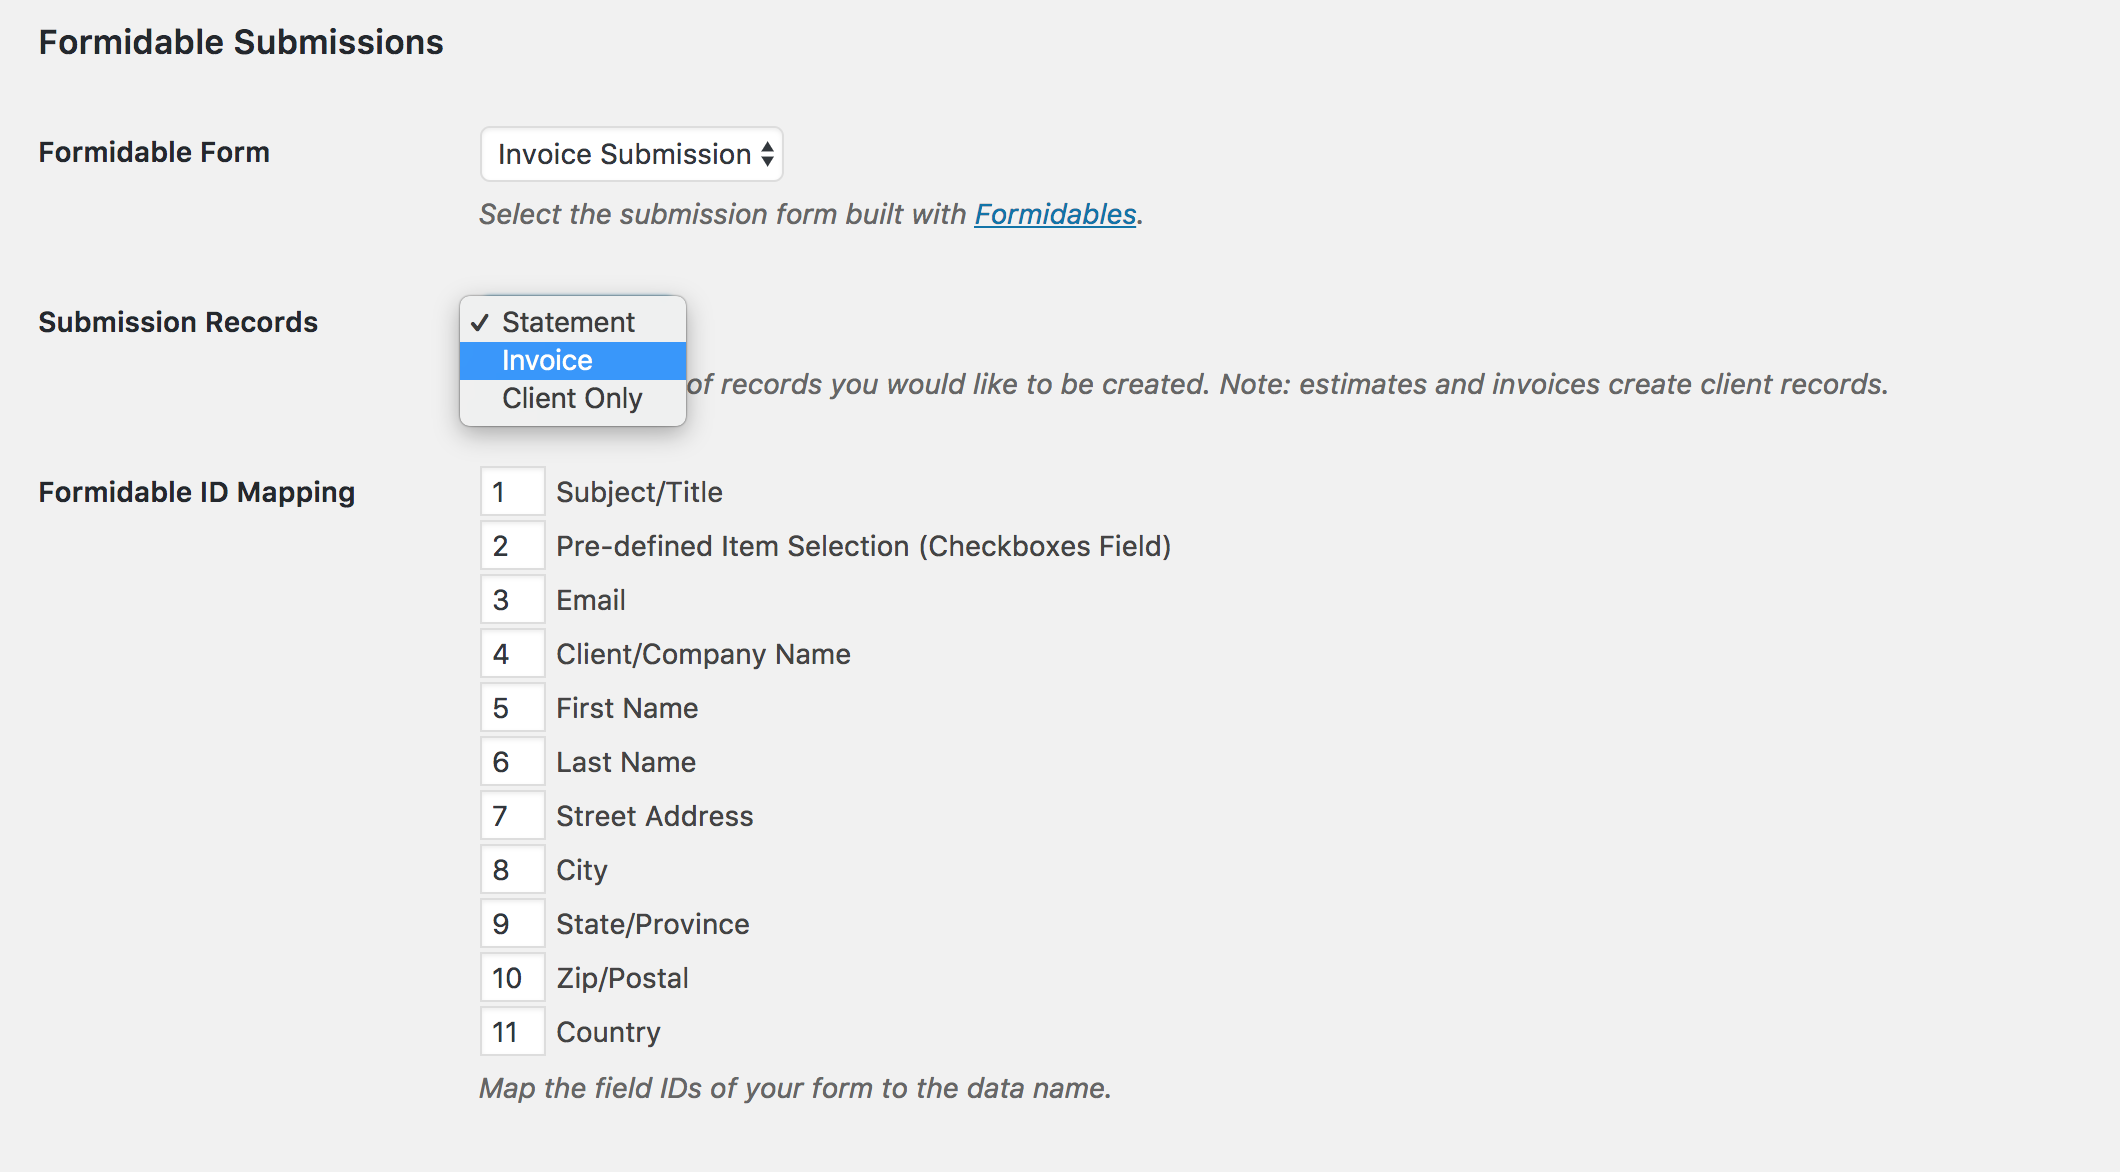 Formidable Submissions
Formidable Form
Invoice Submission
Select the submission form built with Formidables.
Submission Records
✓ Statement
Invoice
Client Only
of records you would like to be created. Note: estimates and invoices create client records.
Formidable ID Mapping
1 Subject/Title
2 Pre-defined Item Selection (Checkboxes Field)
3 Email
4 Client/Company Name
5 First Name
6 Last Name
7 Street Address
8 City
9 State/Province
10 Zip/Postal
11 Country
Map the field IDs of your form to the data name.